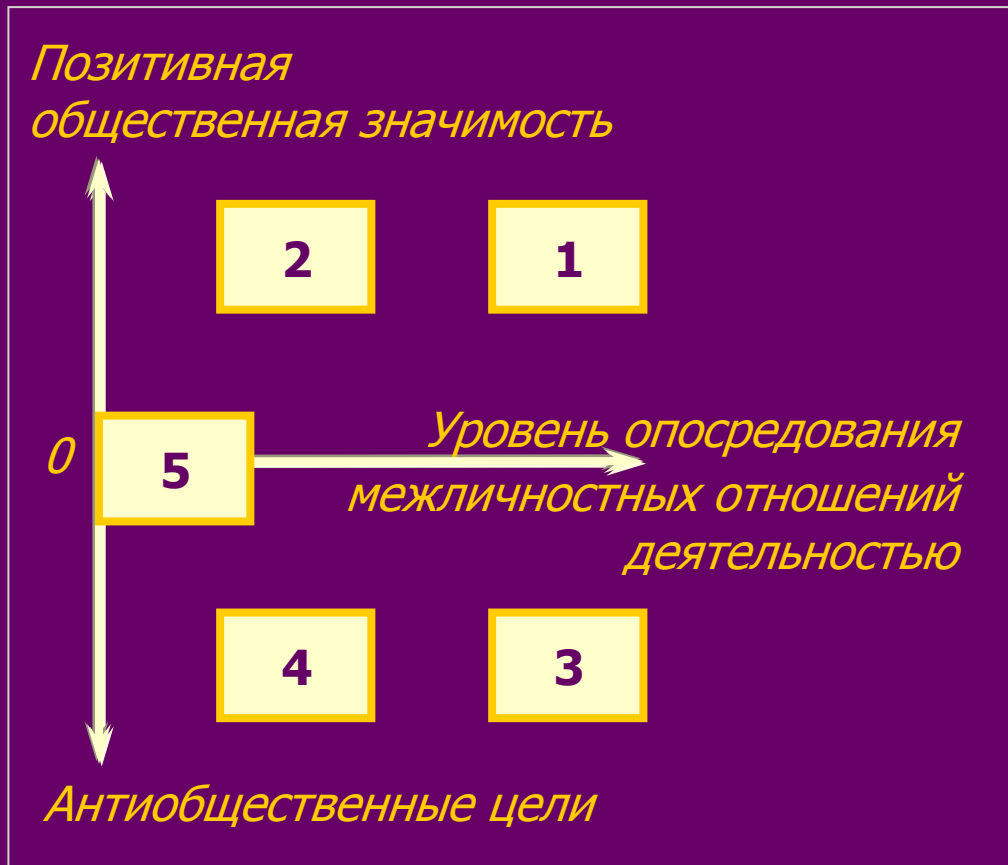 Позитивная
общественная значимость
2
1
0
5
Уровень опосредования
межличностных отношений
деятельностью
4
3
Антиобщественные цели